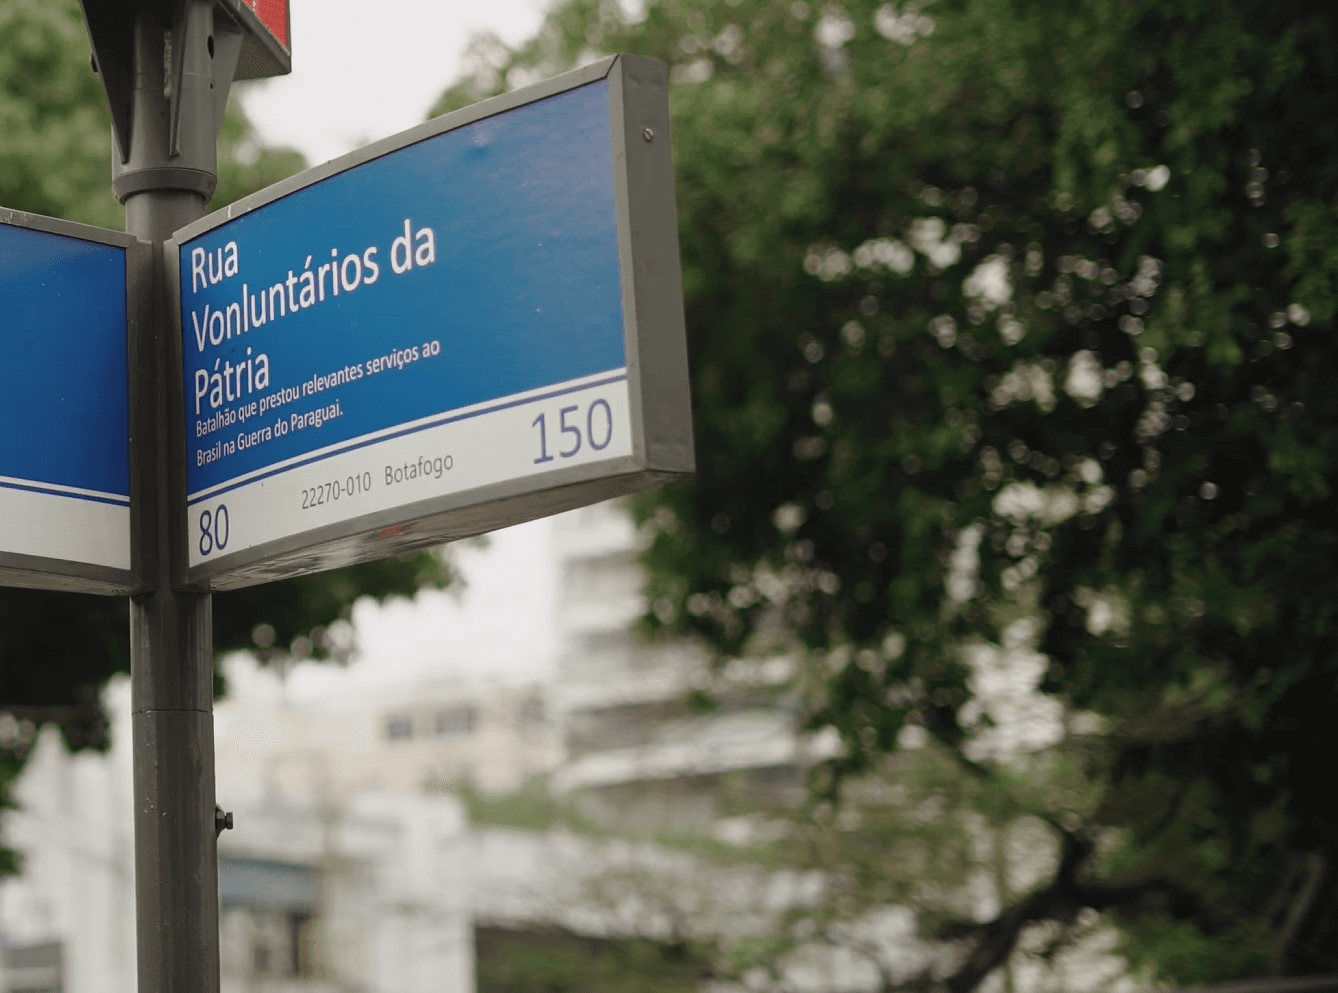 Rua
Vonluntários da
Pátria
Batalhão que prestou relevantes serviços ao
Brasil na Guerra do Paraguai.
80 22270-010 Botafogo 150